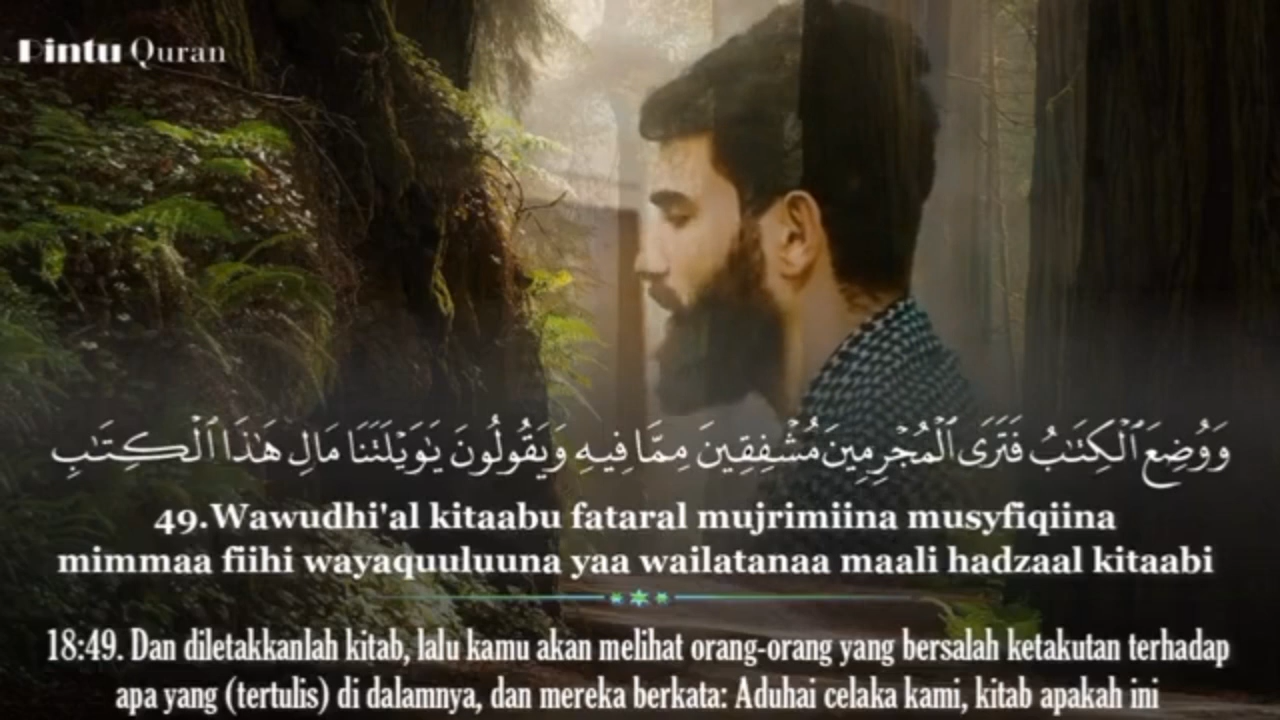 Pintu Quran
وَوُضِعَ ٱلْكِتَٰبُ فَتَرَى ٱلْمُجْرِمِينَ مُشْفِقِينَ مِمَّا فِيهِ وَيَقُولُونَ يَٰوَيْلَتَنَا مَالِ هَٰذَا ٱلْكِتَٰبِ
49.Wawudhi'al kitaabu fataral mujrimiina musyfiqiina
mimmaa fiihi wayaquuluuna yaa wailatanaa maali hadzaal kitaabi
18:49. Dan diletakkanlah kitab, lalu kamu akan melihat orang-orang yang bersalah ketakutan terhadap
apa yang (tertulis) di dalamnya, dan mereka berkata: Aduhai celaka kami, kitab apakah ini